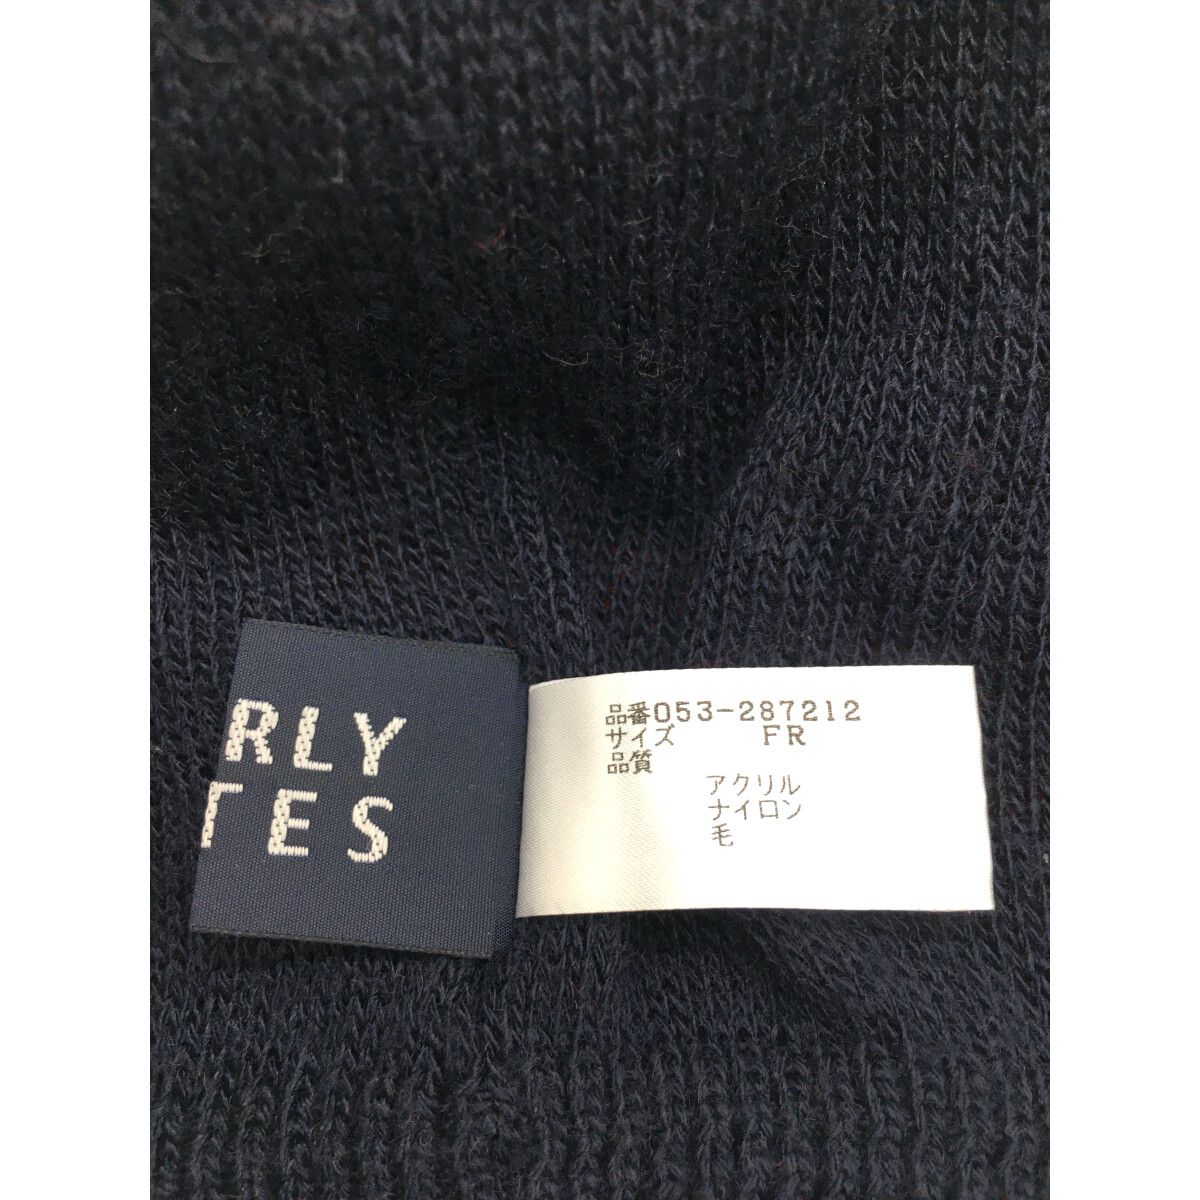 RLY
TES
品番053-287212
サイズ FR
品質
アクリル
ナイロン
毛